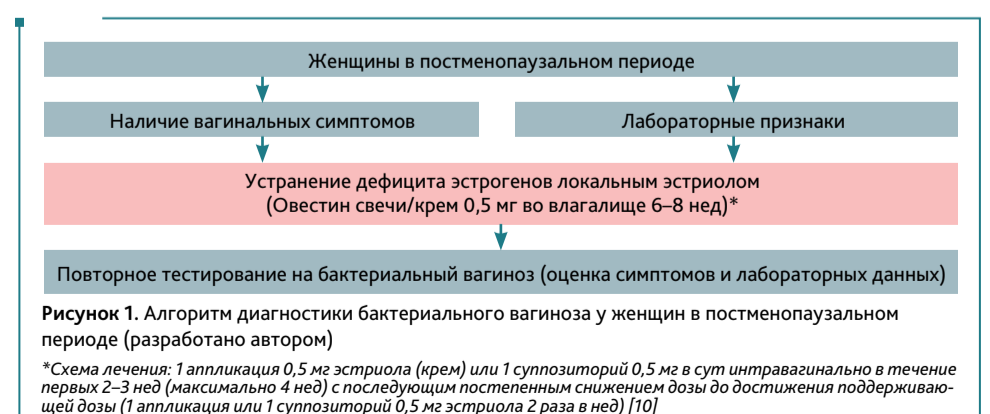 Женщины в постменопаузальном периоде
Наличие вагинальных симптомов
Лабораторные признаки
Устранение дефицита эстрогенов локальным эстриолом
(Овестин свечи/крем 0,5 мг во влагалище 6–8 нед)*
Повторное тестирование на бактериальный вагиноз (оценка симптомов и лабораторных данных)
Рисунок 1. Алгоритм диагностики бактериального вагиноза у женщин в постменопаузальном
периоде (разработано автором)
*Схема лечения: 1 аппликация 0,5 мг эстриола (крем) или 1 суппозиторий 0,5 мг в сут интравагинально в течение
первых 2–3 нед (максимально 4 нед) с последующим постепенным снижением дозы до достижения поддерживаю-
щей дозы (1 аппликация или 1 суппозиторий 0,5 мг эстриола 2 раза в нед) [10]